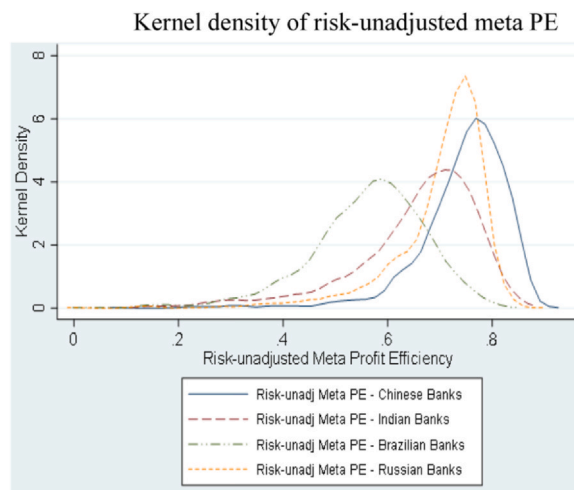 Kernel density of risk-unadjusted meta PE
8
6
4
2
0
Kernel Density
0 .2 .4 .6 .8
Risk-unadjusted Meta Profit Efficiency
Risk-unadj Meta PE - Chinese Banks
Risk-unadj Meta PE - Indian Banks
Risk-unadj Meta PE - Brazilian Banks
Risk-unadj Meta PE - Russian Banks